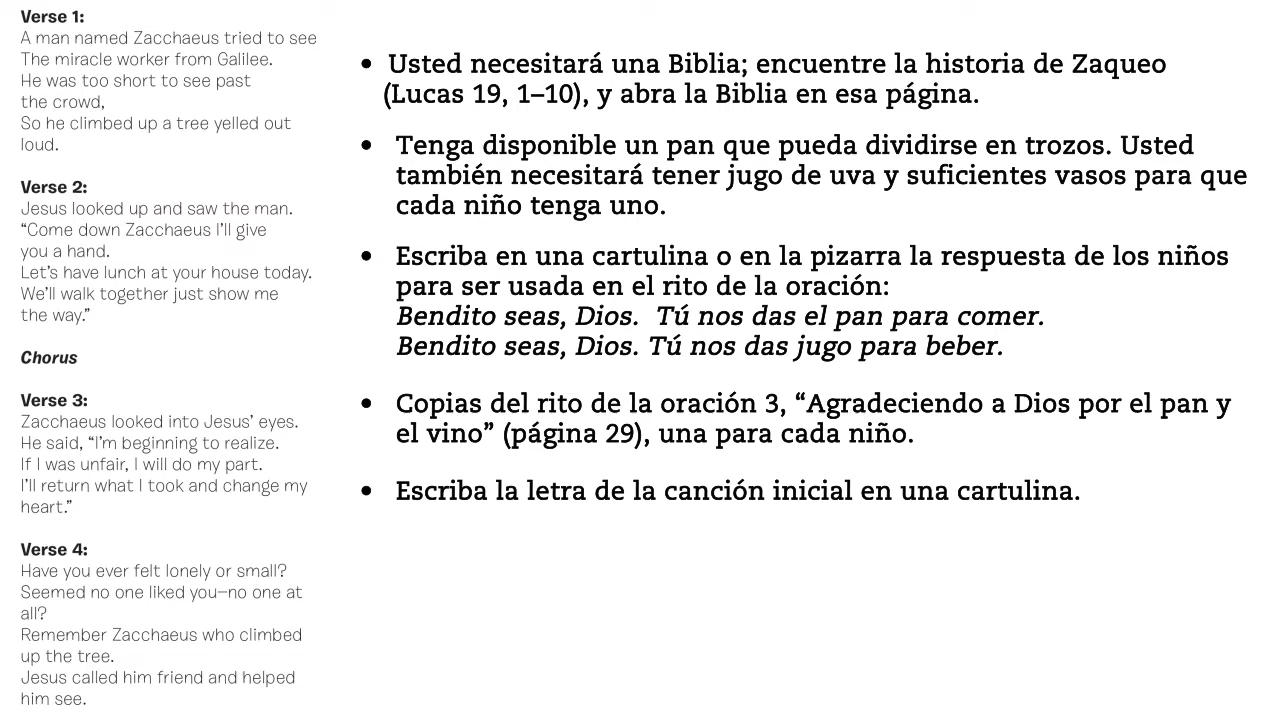 Verse 1:
A man named Zacchaeus tried to see
The miracle worker from Galilee.
He was too short to see past
the crowd,
So he climbed up a tree yelled out
loud.
Verse 2:
Jesus looked up and saw the man.
“Come down Zacchaeus I’ll give
you a hand.
Let’s have lunch at your house today.
We’ll walk together just show me
the way.”
Chorus
Verse 3:
Zacchaeus looked into Jesus’ eyes.
He said, “I’m beginning to realize.
If I was unfair, I will do my part.
I’ll return what I took and change my
heart.”
Verse 4:
Have you ever felt lonely or small?
Seemed no one liked you—no one at
all?
Remember Zacchaeus who climbed
up the tree.
Jesus called him friend and helped
him see.
• Usted necesitará una Biblia; encuentre la historia de Zaqueo
(Lucas 19, 1–10), y abra la Biblia en esa página.
• Tenga disponible un pan que pueda dividirse en trozos. Usted
también necesitará tener jugo de uva y suficientes vasos para que
cada niño tenga uno.
• Escriba en una cartulina o en la pizarra la respuesta de los niños
para ser usada en el rito de la oración:
Bendito seas, Dios.  Tú nos das el pan para comer.
Bendito seas, Dios. Tú nos das jugo para beber.
• Copias del rito de la oración 3, “Agradeciendo a Dios por el pan y
el vino” (página 29), una para cada niño.
• Escriba la letra de la canción inicial en una cartulina.